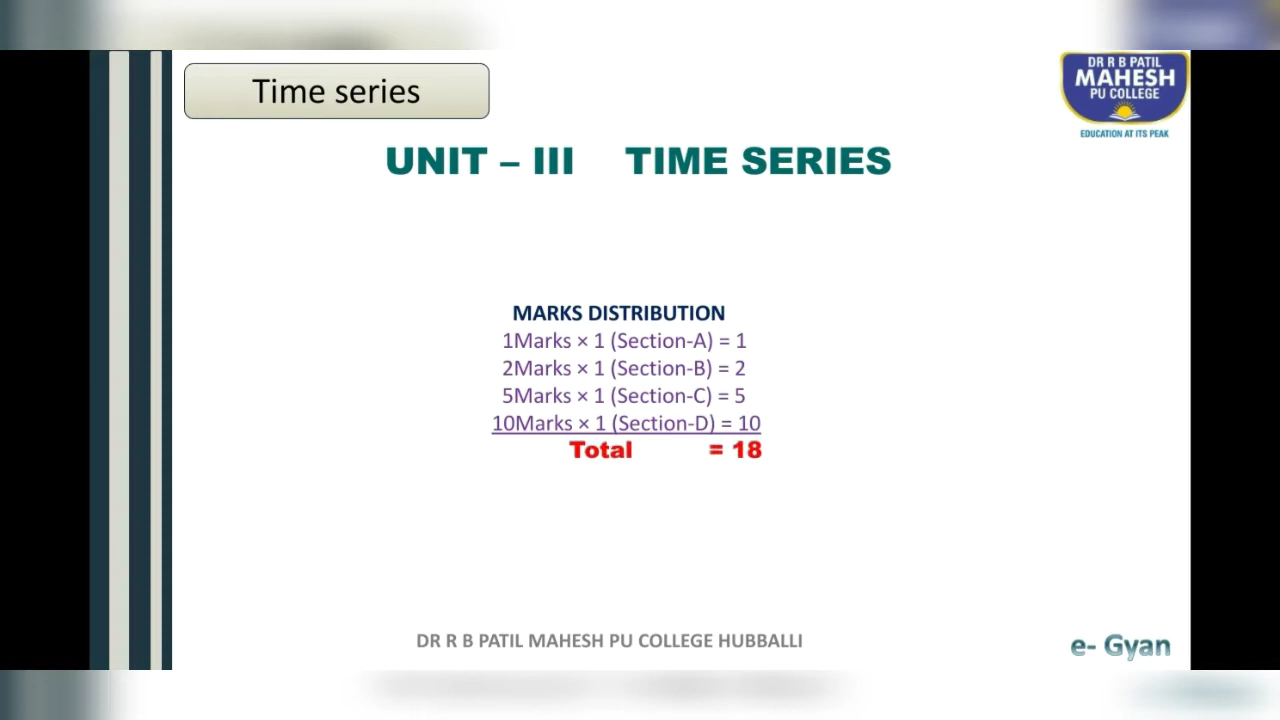 Time series
DR R B PATIL
MAHESH
PU COLLEGE
EDUCATION AT ITS PEAK
UNIT – III TIME SERIES
MARKS DISTRIBUTION
1Marks × 1 (Section-A) = 1
2Marks × 1 (Section-B) = 2
5Marks × 1 (Section-C) = 5
10Marks × 1 (Section-D) = 10
Total = 18
DR R B PATIL MAHESH PU COLLEGE HUBBALLI
e- Gyan